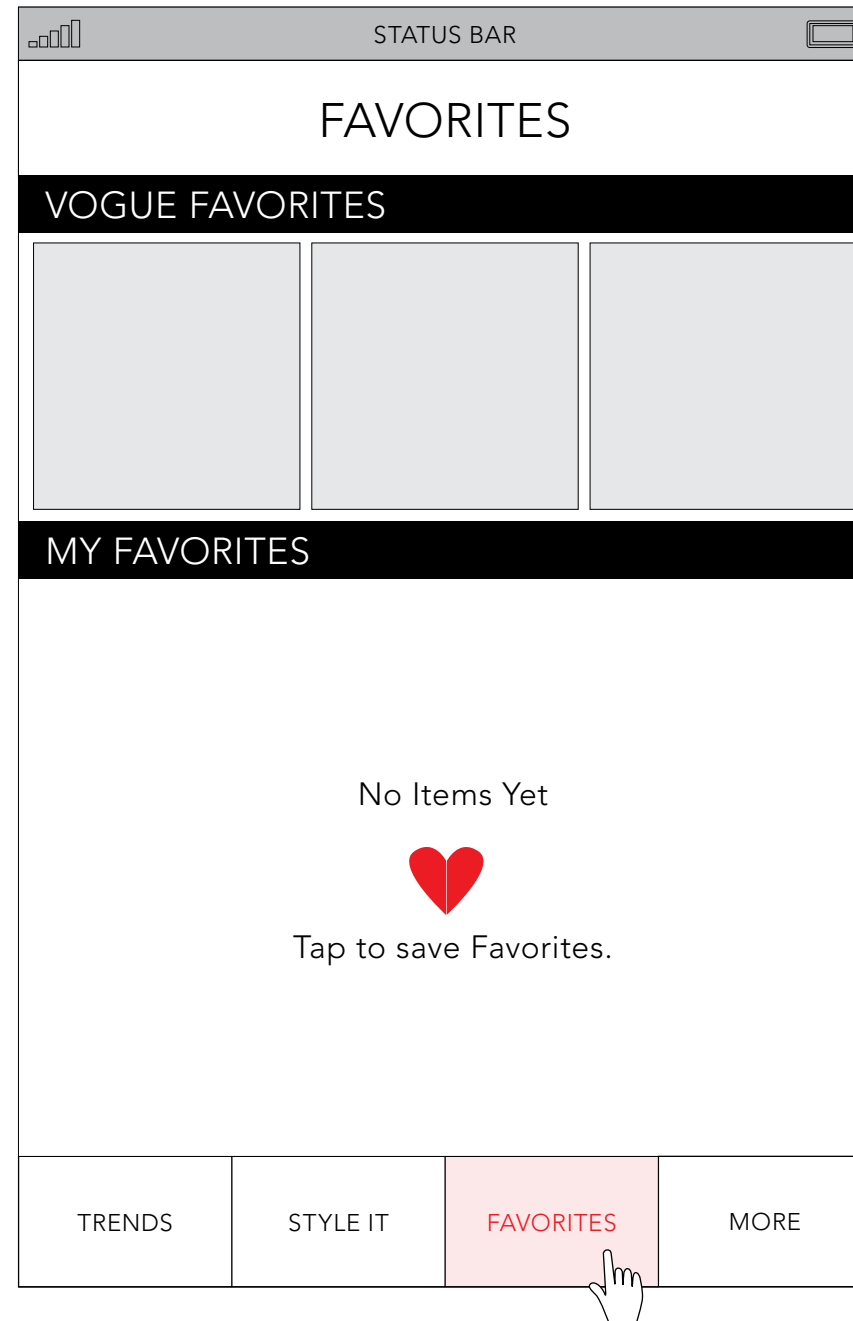 STATUS BAR
FAVORITES
VOGUE FAVORITES
MY FAVORITES
No Items Yet
Tap to save Favorites.
TRENDS
STYLE IT
FAVORITES
MORE